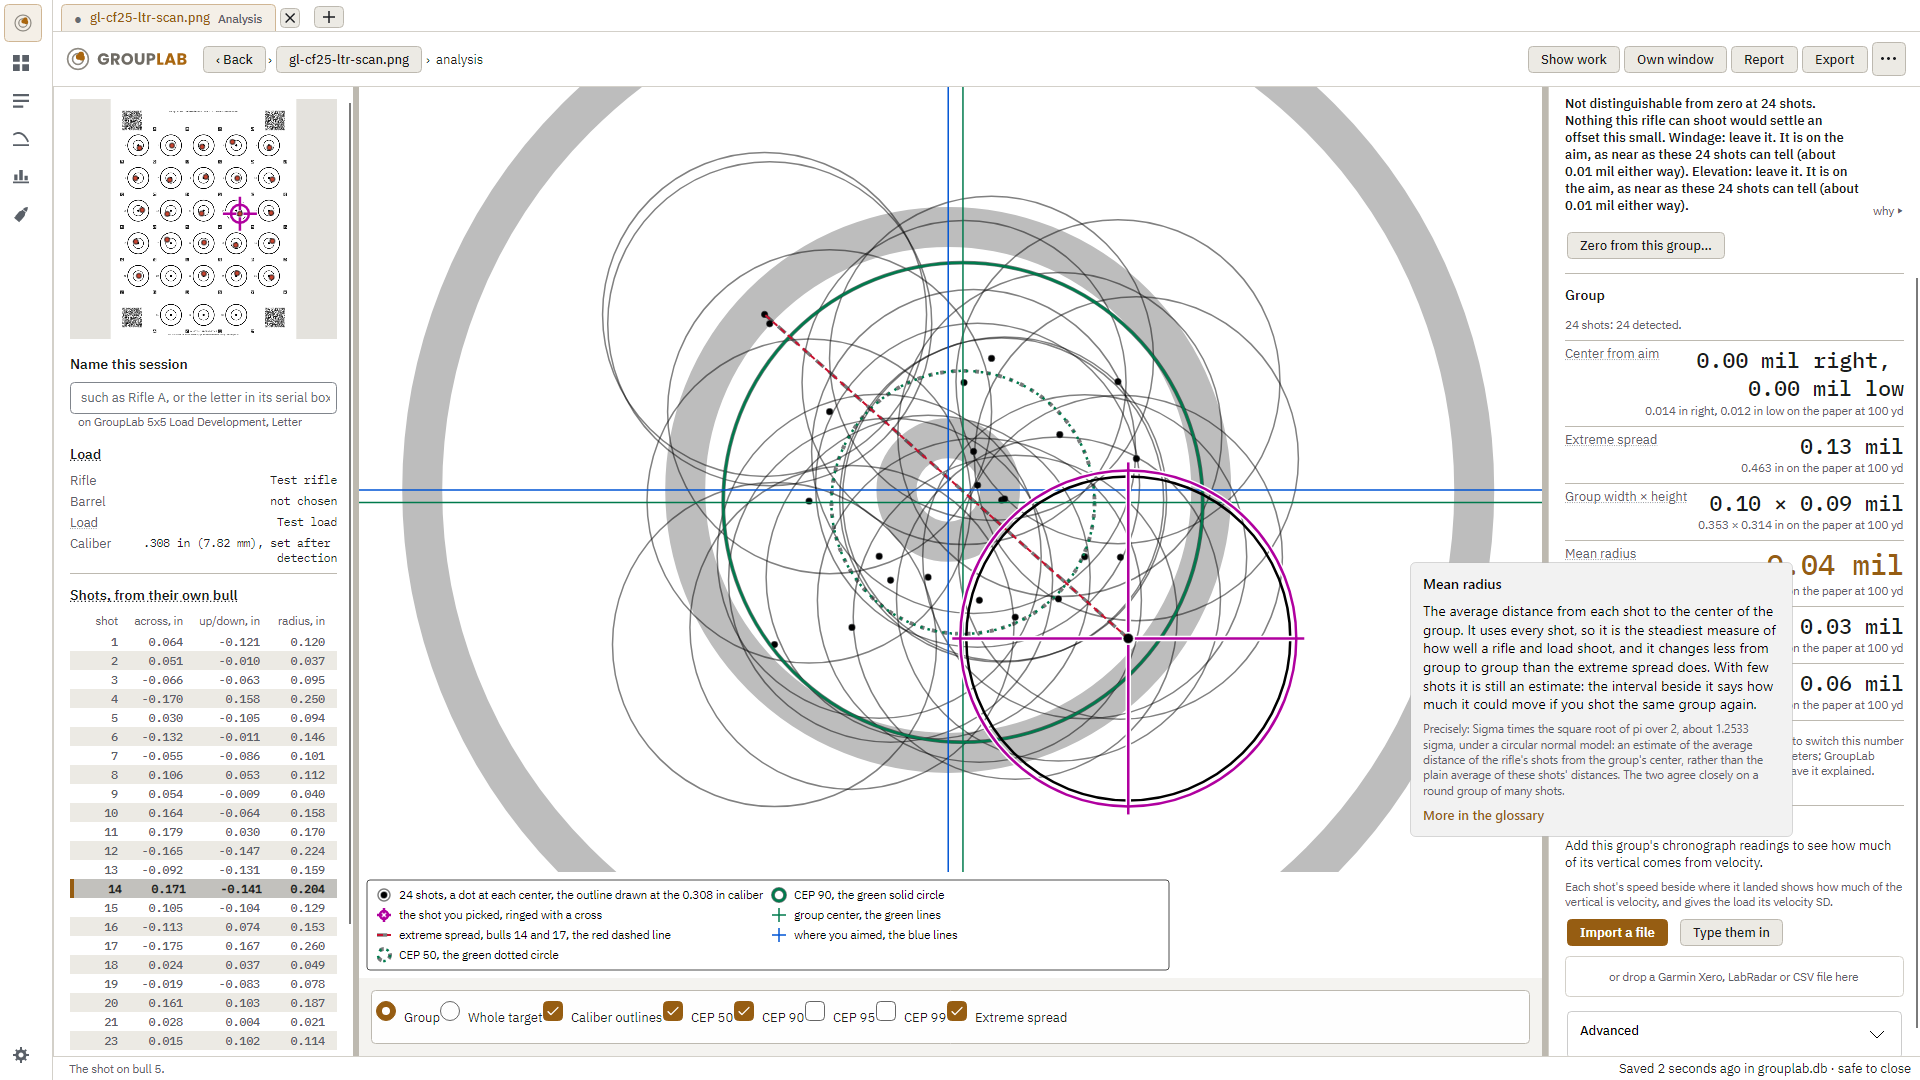 gl-cf25-ltr-scan.png Analysis
GROUPLAB
‹ Back › gl-cf25-ltr-scan.png › analysis
Show work
Own window
Report
Export
Name this session
such as Rifle A, or the letter in its serial box
on GroupLab 5x5 Load Development, Letter
Load
Rifle Test rifle
Barrel not chosen
Load Test load
Caliber .308 in (7.82 mm), set after
detection
Shots, from their own bull
shot across, in up/down, in radius, in
1 0.064 -0.121 0.120
2 0.051 -0.010 0.037
3 -0.066 -0.063 0.095
4 -0.170 0.158 0.250
5 0.030 -0.105 0.094
6 -0.132 -0.011 0.146
7 -0.055 -0.086 0.101
8 0.106 0.053 0.112
9 0.054 -0.009 0.040
10 0.164 -0.064 0.158
11 0.179 0.030 0.170
12 -0.165 -0.147 0.224
13 -0.092 -0.131 0.159
14 0.171 -0.141 0.204
15 0.105 -0.104 0.129
16 -0.113 0.074 0.153
17 -0.175 0.167 0.260
18 0.024 0.037 0.049
19 -0.019 -0.083 0.078
20 0.161 0.103 0.187
21 0.028 0.004 0.021
23 0.015 0.102 0.114
24 shots, a dot at each center, the outline drawn at the 0.308 in caliber
the shot you picked, ringed with a cross
extreme spread, bulls 14 and 17, the red dashed line
CEP 50, the green dotted circle
CEP 90, the green solid circle
group center, the green lines
where you aimed, the blue lines
Group Whole target Caliber outlines CEP 50 CEP 90 CEP 95 CEP 99 Extreme spread
Not distinguishable from zero at 24 shots.
Nothing this rifle can shoot would settle an
offset this small. Windage: leave it. It is on the
aim, as near as these 24 shots can tell (about
0.01 mil either way). Elevation: leave it. It is on
the aim, as near as these 24 shots can tell (about
0.01 mil either way).
why ▸
Zero from this group...
Group
24 shots: 24 detected.
Center from aim 0.00 mil right,
0.00 mil low
0.014 in right, 0.012 in low on the paper at 100 yd
Extreme spread 0.13 mil
0.463 in on the paper at 100 yd
Group width × height 0.10 × 0.09 mil
0.353 × 0.314 in on the paper at 100 yd
Mean radius .04 mil
n the paper at 100 yd
0.03 mil
n the paper at 100 yd
0.06 mil
n the paper at 100 yd
to switch this number
eters; GroupLab
ave it explained.
Mean radius
The average distance from each shot to the center of the
group. It uses every shot, so it is the steadiest measure of
how well a rifle and load shoot, and it changes less from
group to group than the extreme spread does. With few
shots it is still an estimate: the interval beside it says how
much it could move if you shot the same group again.
Precisely: Sigma times the square root of pi over 2, about 1.2533
sigma, under a circular normal model: an estimate of the average
distance of the rifle's shots from the group's center, rather than the
plain average of these shots' distances. The two agree closely on a
round group of many shots.
More in the glossary
Add this group's chronograph readings to see how much
of its vertical comes from velocity.
Each shot's speed beside where it landed shows how much of the
vertical is velocity, and gives the load its velocity SD.
Import a file
Type them in
or drop a Garmin Xero, LabRadar or CSV file here
Advanced
The shot on bull 5.
Saved 2 seconds ago in grouplab.db · safe to close